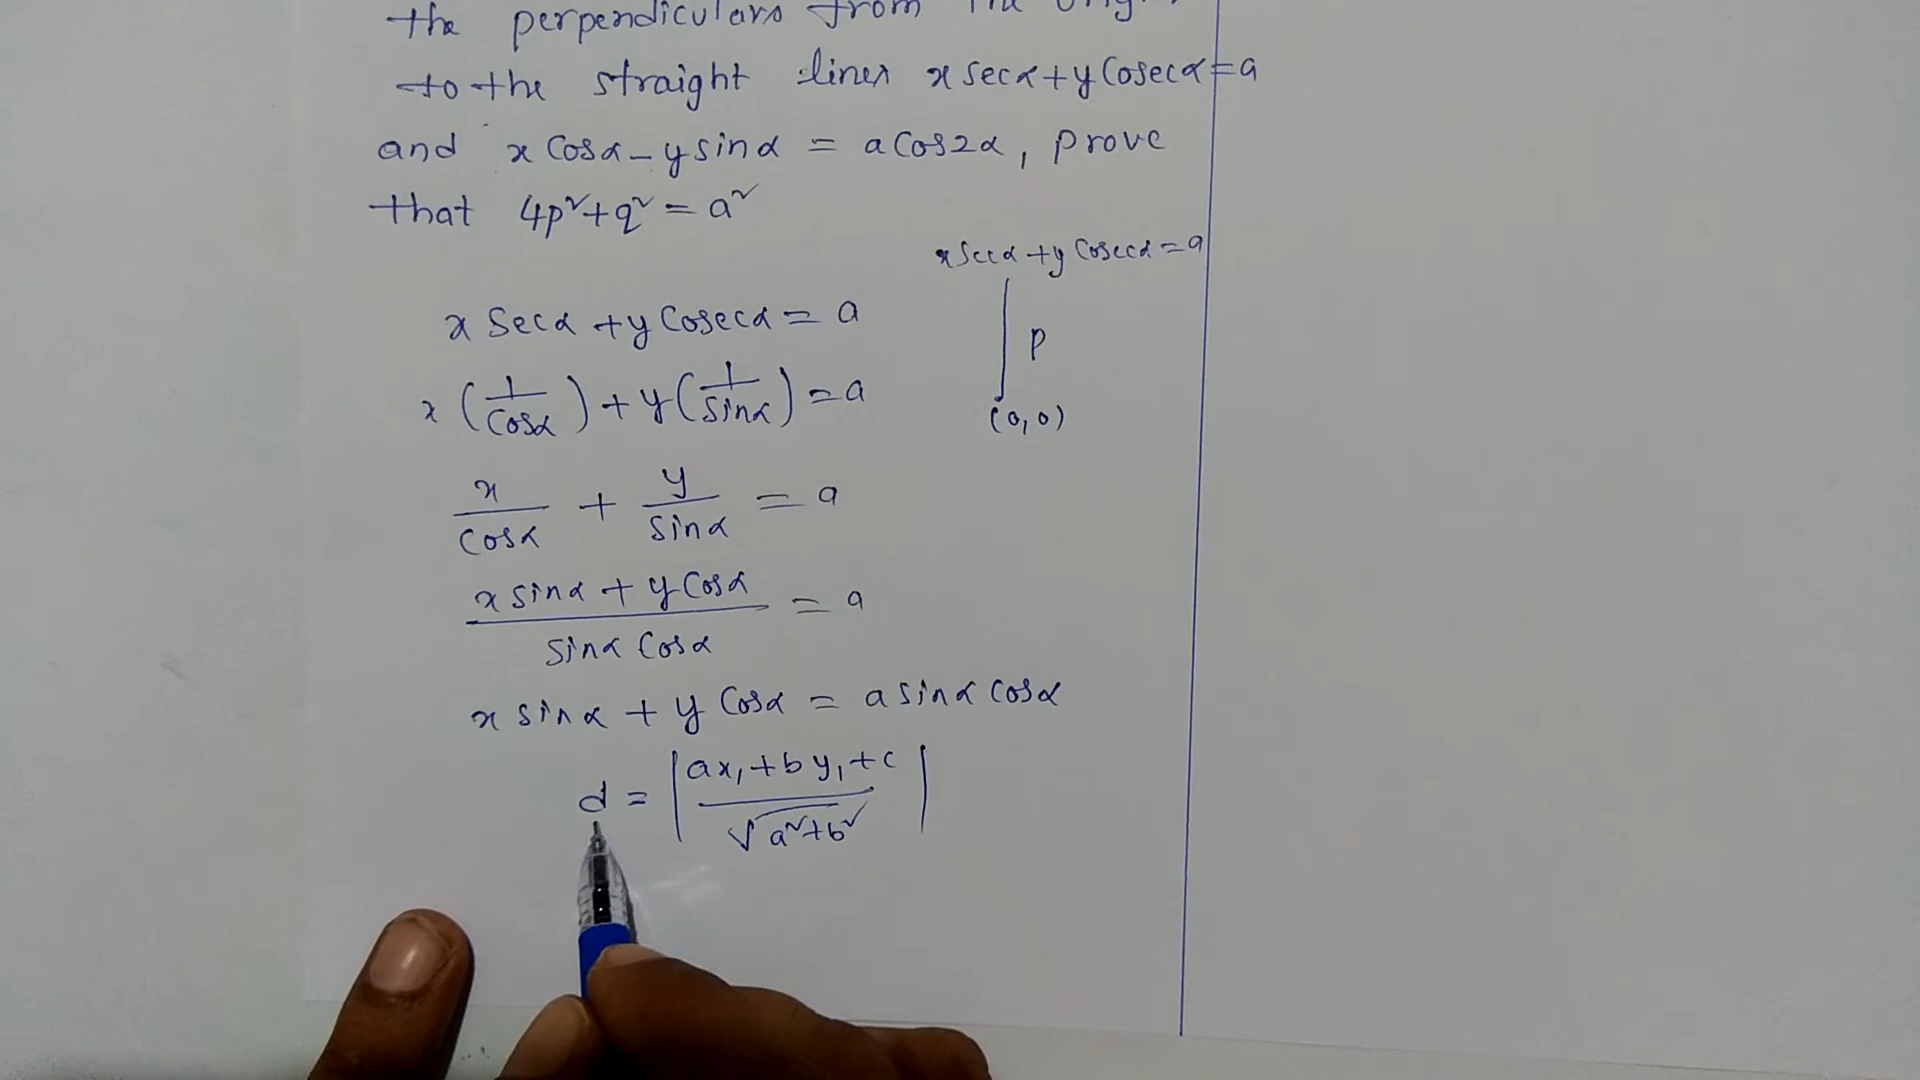 the perpendiculars from the
to the straight lines x secα + y cosecα = a
and x cosα - y sinα = a cos2α, prove
that 4p² + q² = a²
x secα + y cosecα = a
p
(0,0)
x secα + y cosecα = a
x (1/cosα) + y (1/sinα) = a
x/cosα + y/sinα = a
x sinα + y cosα / sinα cosα = a
x sinα + y cosα = a sinα cosα
d = |ax₁ + by₁ + c / √a² + b²|